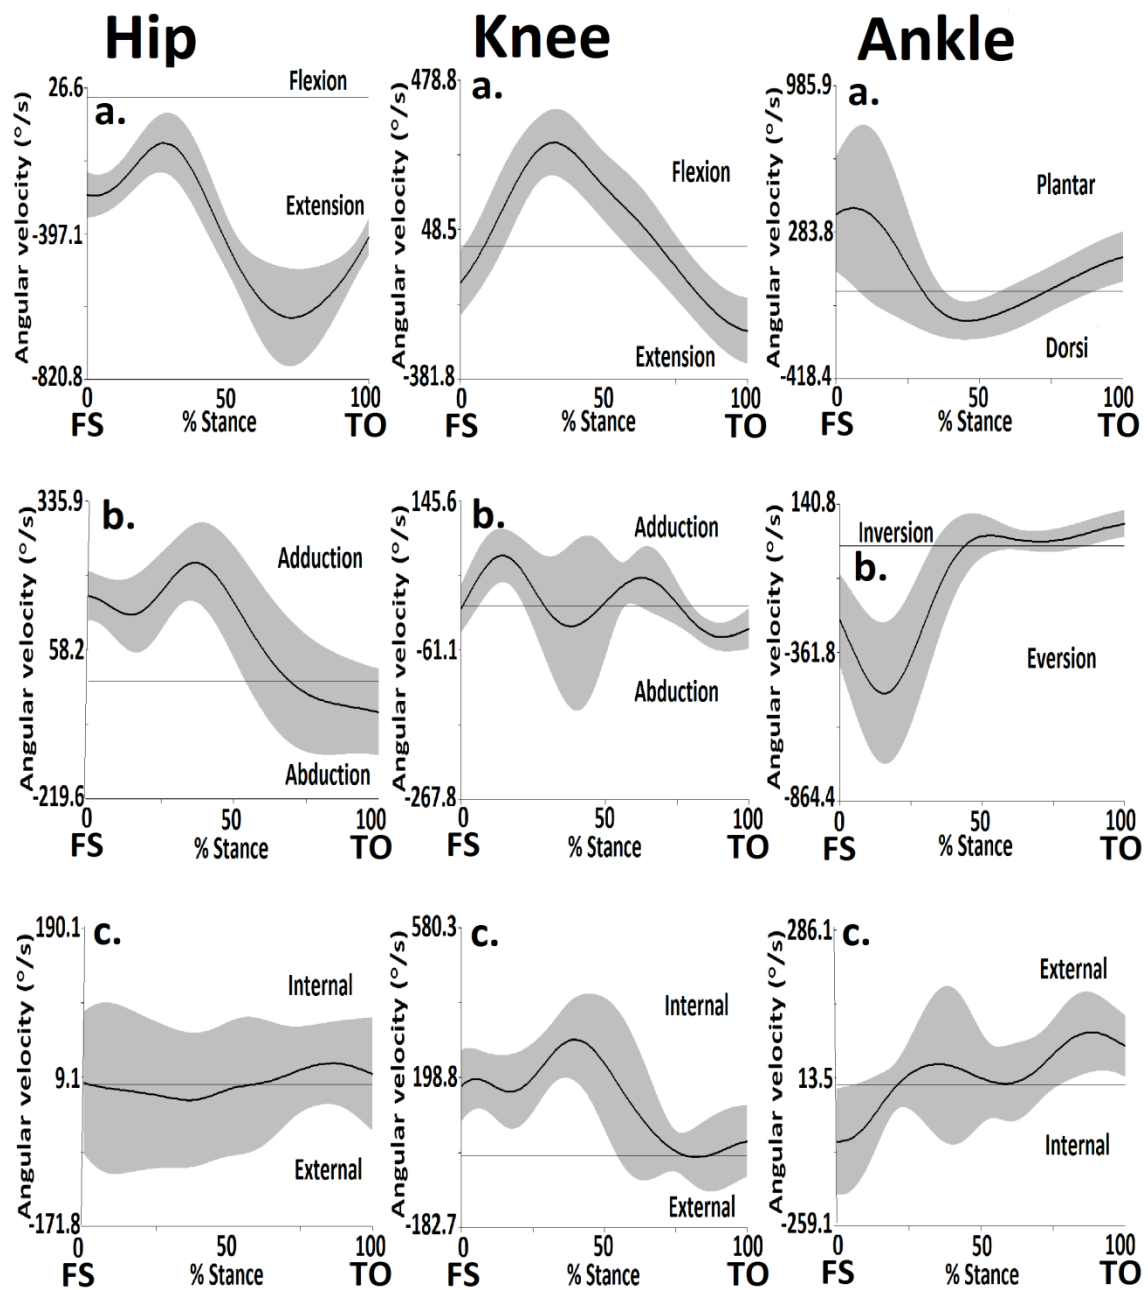 Hip
Knee
Ankle
Angular velocity (°/s)
26.6
-397.1
-820.8
a.
Flexion
Extension
0
50
100
FS
% Stance
TO
Angular velocity (°/s)
478.8
48.5
-381.8
a.
Flexion
Extension
0
50
100
FS
% Stance
TO
Angular velocity (°/s)
985.9
283.8
-418.4
a.
Plantar
Dorsi
0
50
100
FS
% Stance
TO
Angular velocity (°/s)
335.9
58.2
-219.6
b.
Adduction
Abduction
0
50
100
FS
% Stance
TO
Angular velocity (°/s)
145.6
-61.1
-267.8
b.
Adduction
Abduction
0
50
100
FS
% Stance
TO
Angular velocity (°/s)
140.8
-361.8
-864.4
Inversion
b.
Eversion
0
50
100
FS
% Stance
TO
Angular velocity (°/s)
190.1
9.1
-171.8
c.
Internal
External
0
50
100
FS
% Stance
TO
Angular velocity (°/s)
580.3
198.8
-182.7
c.
Internal
External
0
50
100
FS
% Stance
TO
Angular velocity (°/s)
286.1
13.5
-259.1
c.
External
Internal
0
50
100
FS
% Stance
TO